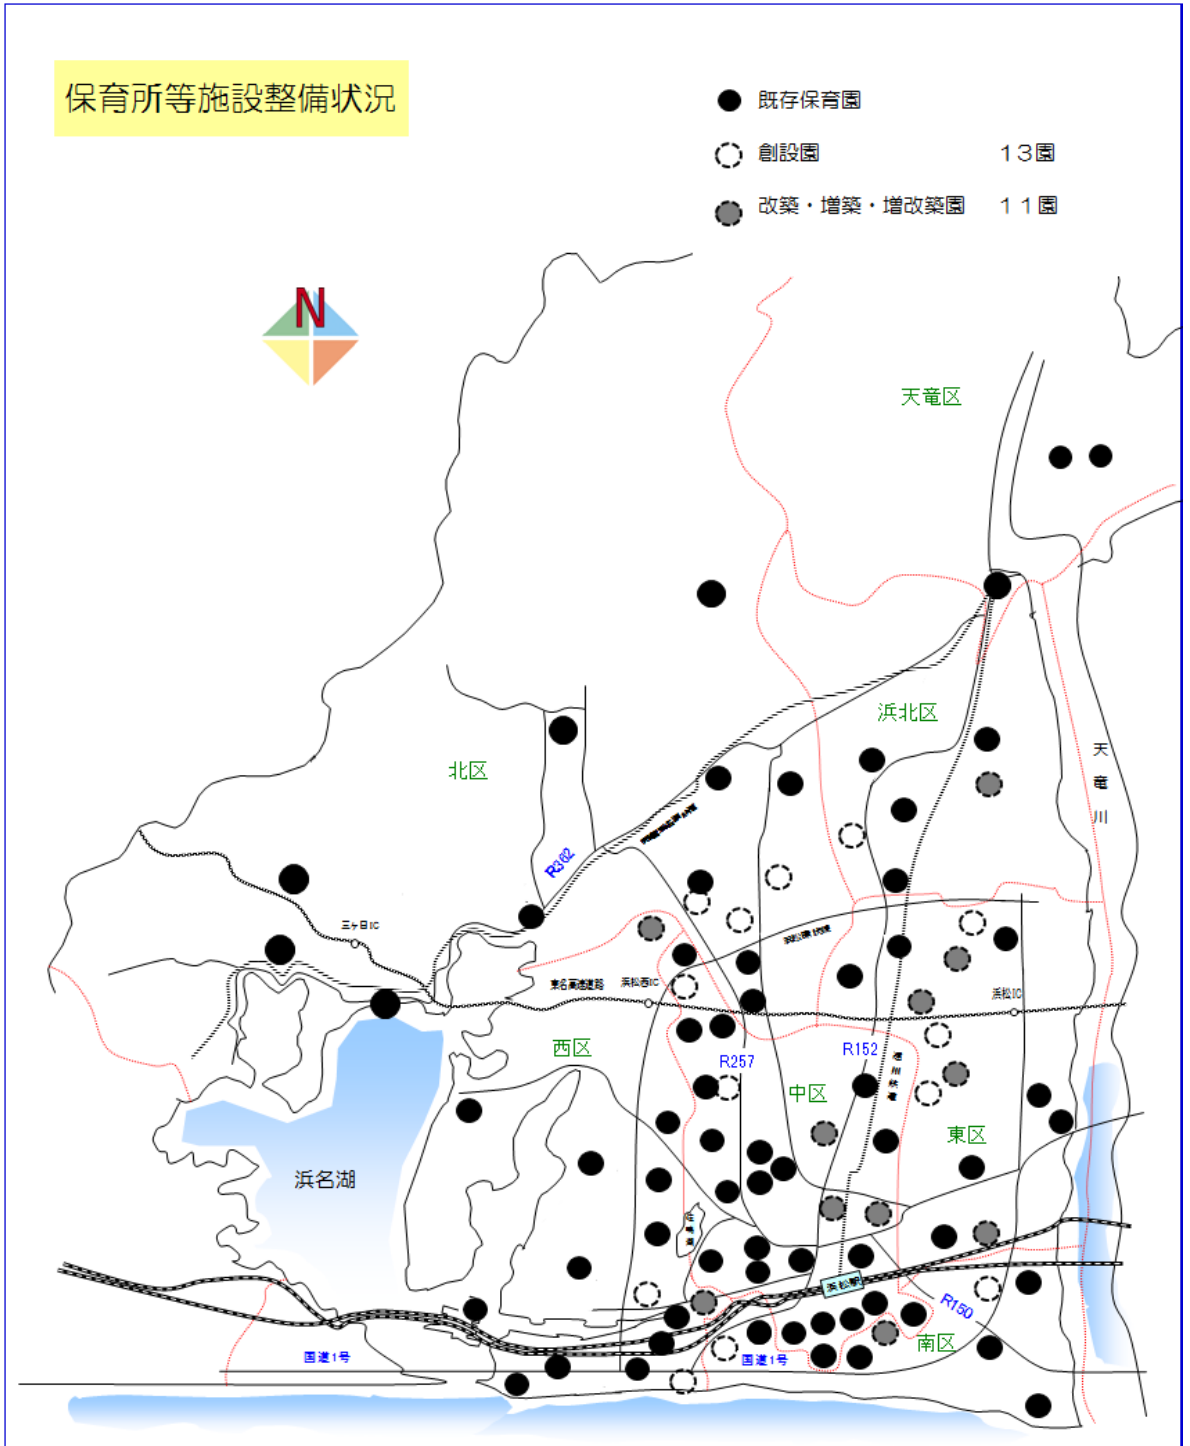 保育所等施設整備状況
既存保育園
創設園 13園
改築・増築・増改築園 11園
N
天竜区
浜北区
天竜川
北区
R362
三ヶ日IC
東名高速道路
浜松西IC
浜松IC
西区
R257
R152
中区
東区
浜名湖
浜松駅
R150
南区
国道1号
国道1号